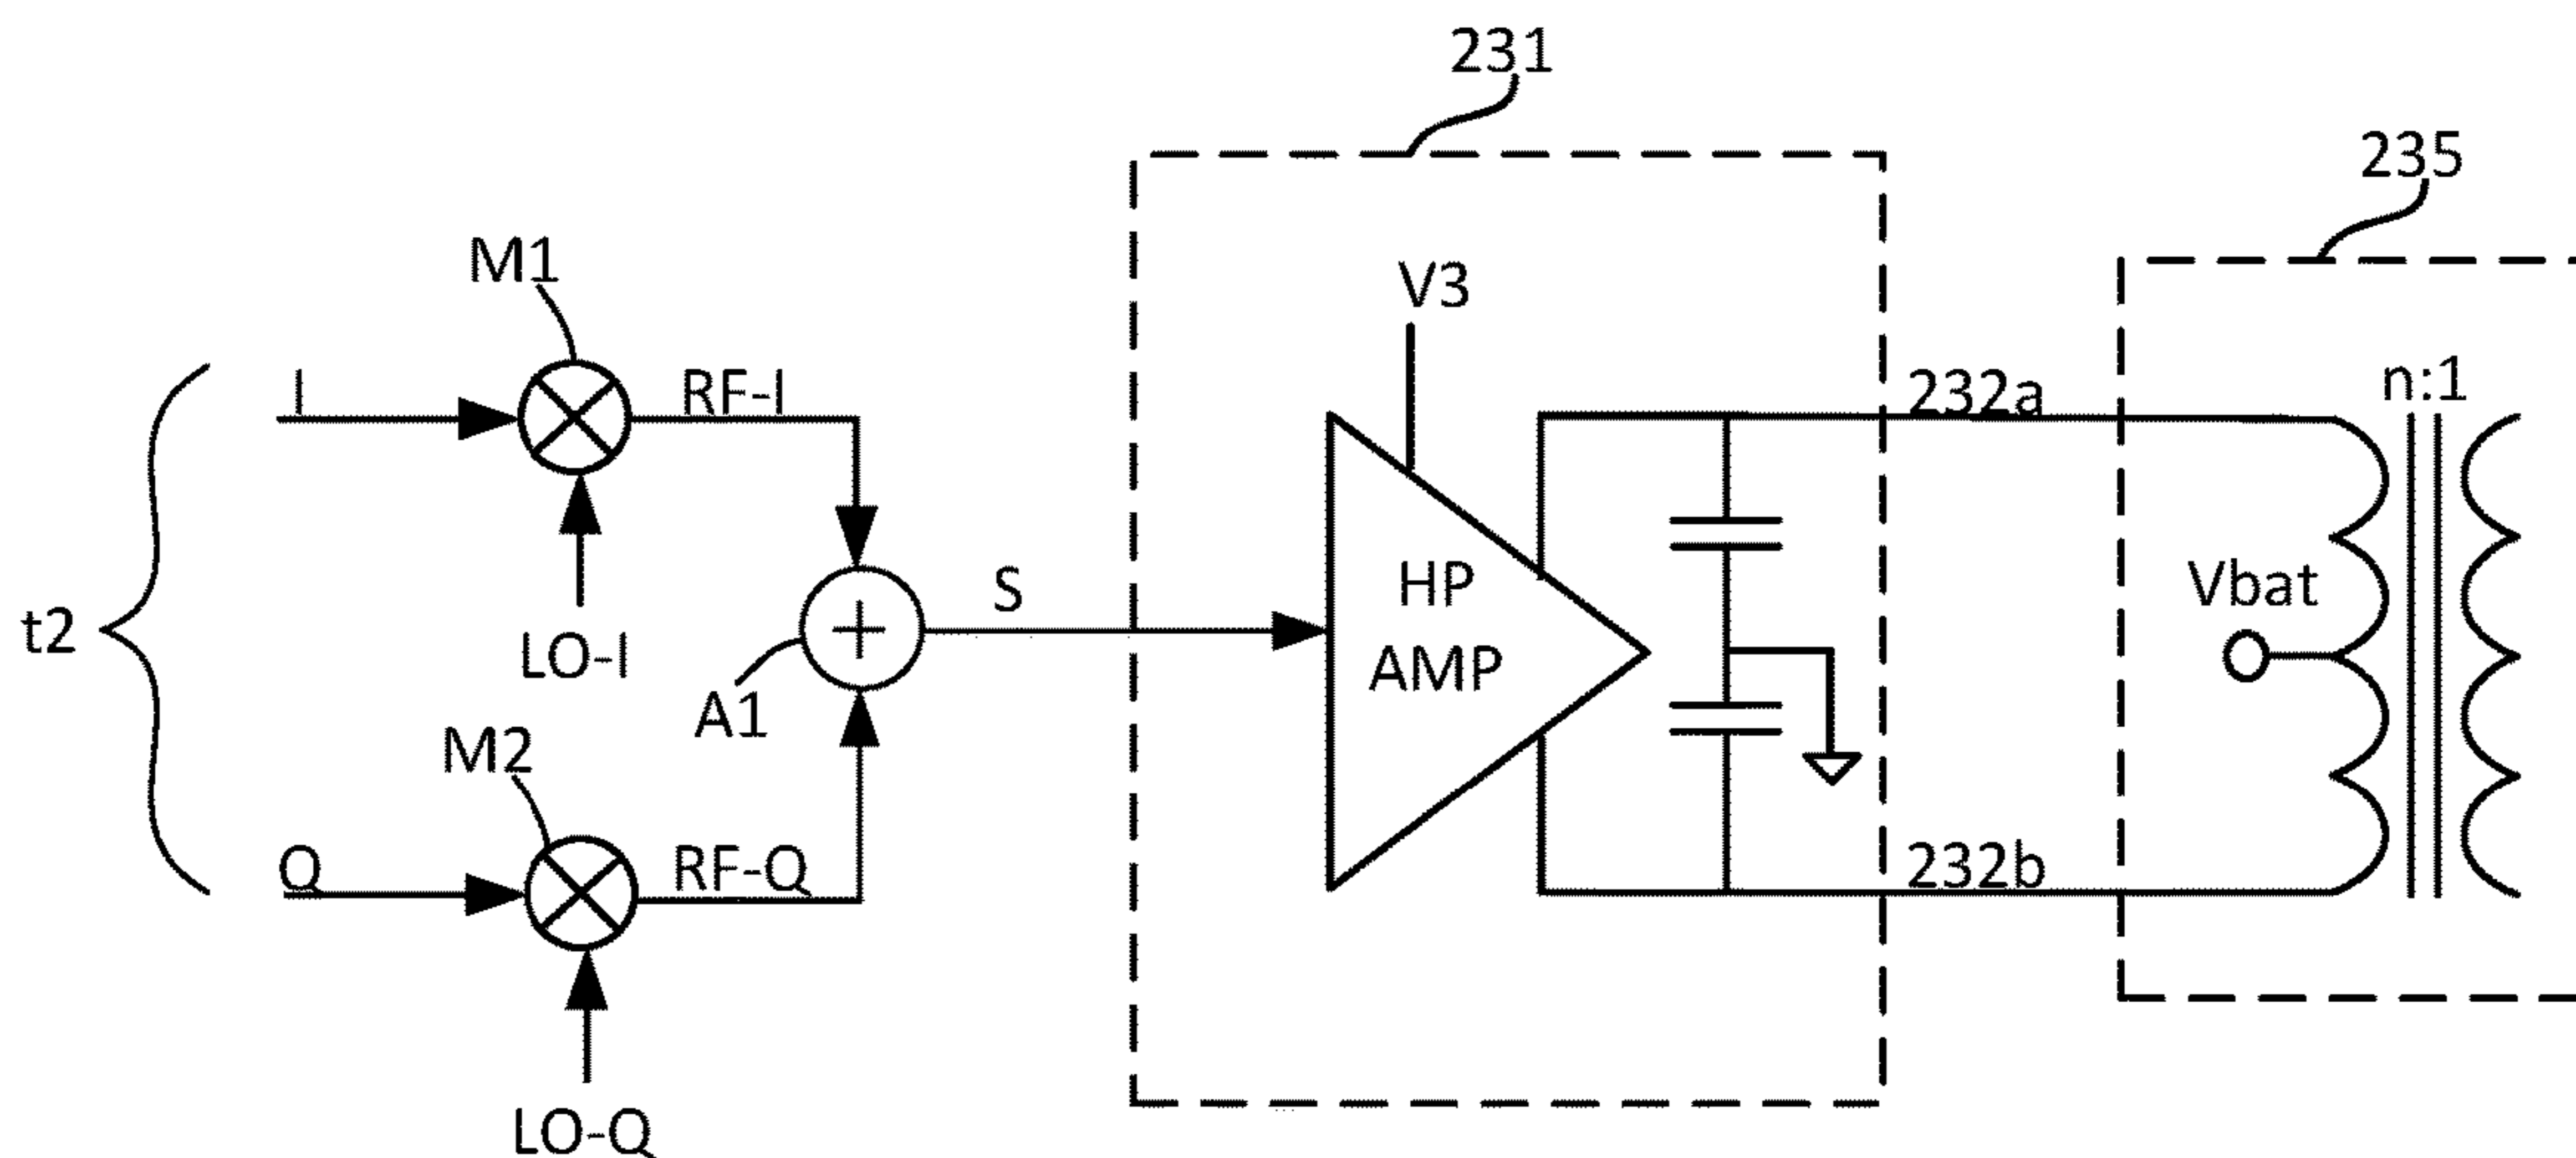 231
235
M1
V3
I
RF-I
232a
n:1
LO-I
S
HP
AMP
Vbat
t2
A1
M2
Q
RF-Q
232b
LO-Q